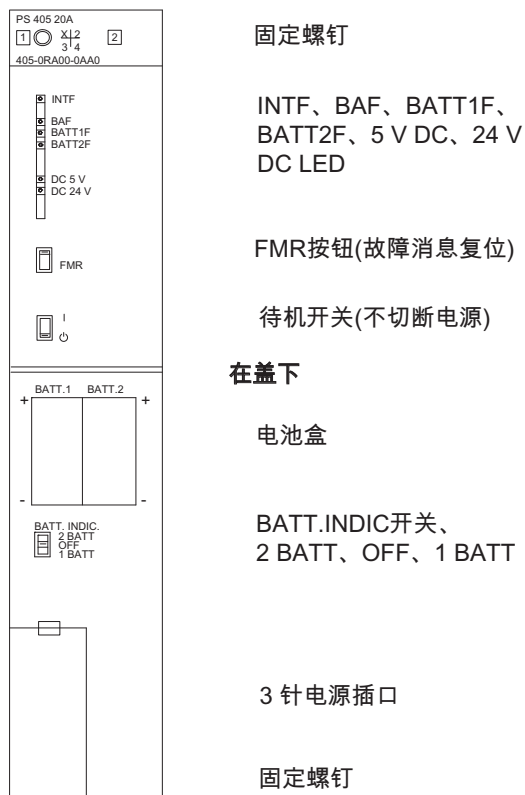 PS 405 20A
1 X 2 2
3 4
405-0RA00-0AA0
固定螺钉
INTF
BAF
BATT1F
BATT2F
DC 5 V
DC 24 V
INTF、BAF、BATT1F、
BATT2F、5 V DC、24 V
DC LED
FMR
FMR按钮(故障消息复位)
I
待机开关(不切断电源)
在盖下
BATT.1 BATT.2
+ +
- -
电池盒
BATT. INDIC.
2 BATT
OFF
1 BATT
BATT.INDIC开关、
2 BATT、OFF、1 BATT
3 针电源插口
固定螺钉